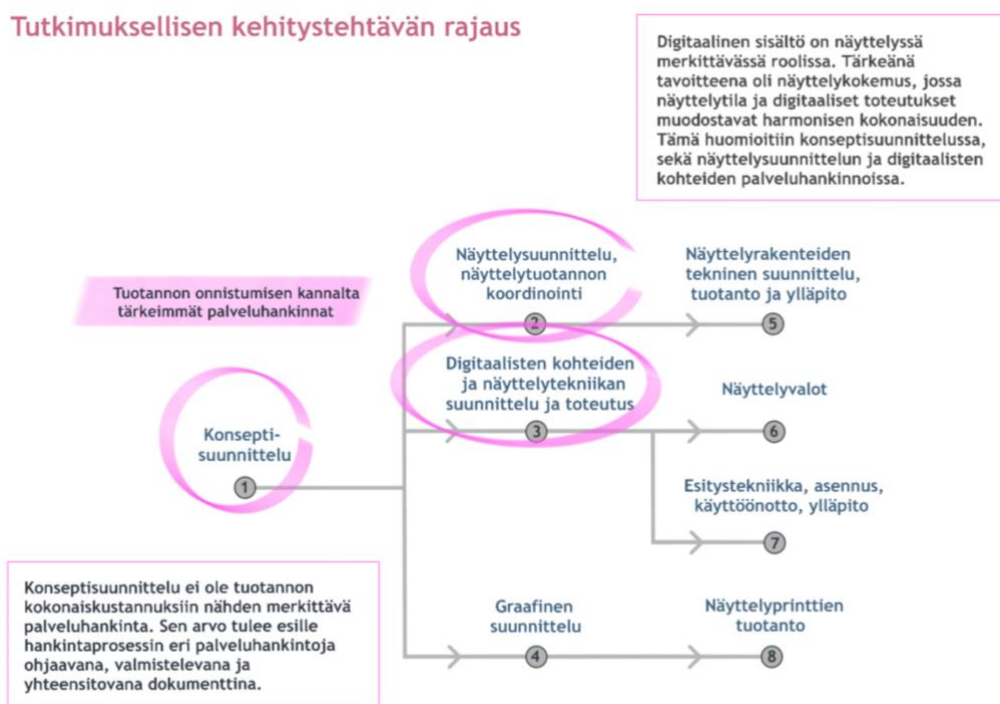 Tutkimuksellisen kehitystehtävän rajaus
Digitaalinen sisältö on näyttelyssä
merkittävässä roolissa. Tärkeänä
tavoitteena oli näyttelykokemus, jossa
näyttelytila ja digitaaliset toteutukset
muodostavat harmonisen kokonaisuuden.
Tämä huomioitiin konseptisuunnittelussa,
sekä näyttelysuunnittelun ja digitaalisten
kohteiden palveluhankinnoissa.
Tuotannon onnistumisen kannalta
tärkeimmät palveluhankinnat
Konsepti-
suunnittelu
1
Näyttelysuunnittelu,
näyttelytuotannon
koordinointi
2
Näyttelyrakenteiden
tekninen suunnittelu,
tuotanto ja ylläpito
5
Digitaalisten kohteiden
ja näyttelytekniikan
suunnittelu ja toteutus
3
Näyttelyvalot
6
Esitystekniikka, asennus,
käyttöönotto, ylläpito
7
Graafinen
suunnittelu
4
Näyttelyprinttien
tuotanto
8
Konseptisuunnittelu ei ole tuotannon
kokonaiskustannuksiin nähden merkittävä
palveluhankinta. Sen arvo tulee esille
hankintaprosessin eri palveluhankintoja
ohjaavana, valmistelevana ja
yhteensitovana dokumenttina.